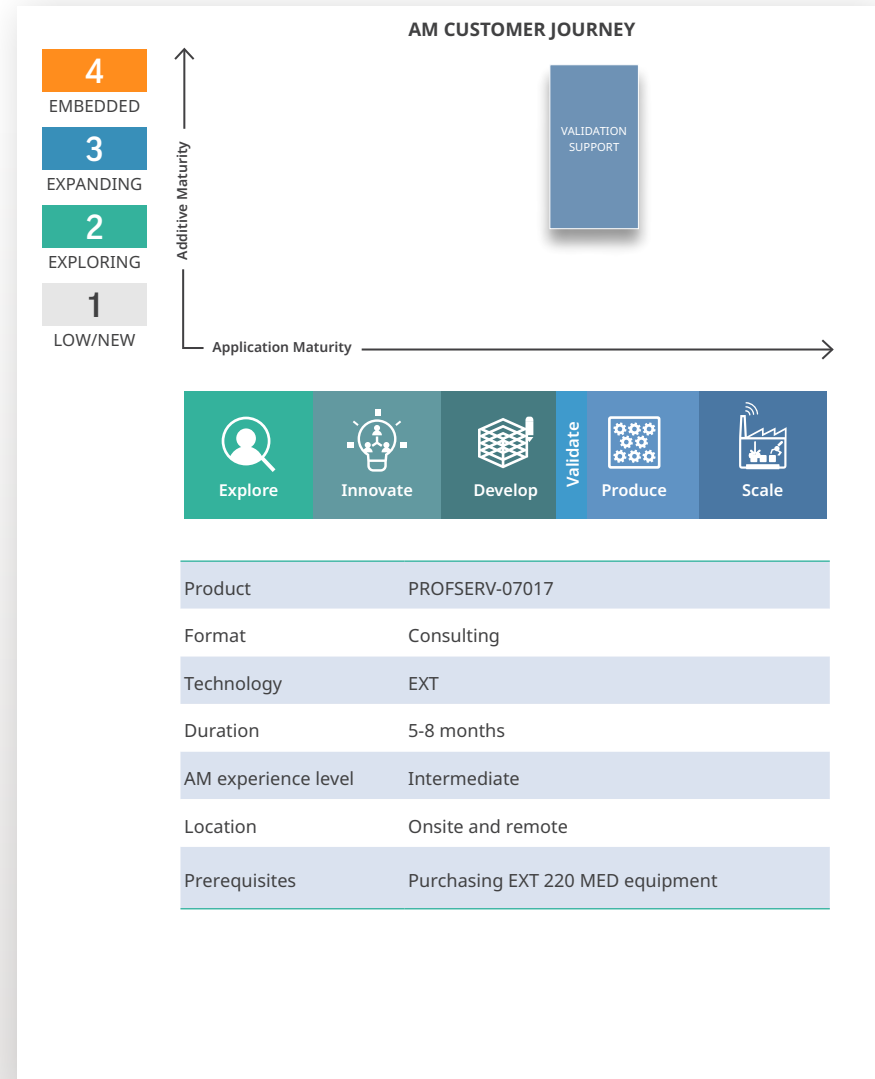 AM CUSTOMER JOURNEY
4
EMBEDDED
3
EXPANDING
2
EXPLORING
1
LOW/NEW
Additive Maturity
VALIDATION
SUPPORT
Application Maturity
Explore
Innovate
Develop
Validate
Produce
Scale
Product PROFSERV-07017
Format Consulting
Technology EXT
Duration 5-8 months
AM experience level Intermediate
Location Onsite and remote
Prerequisites Purchasing EXT 220 MED equipment